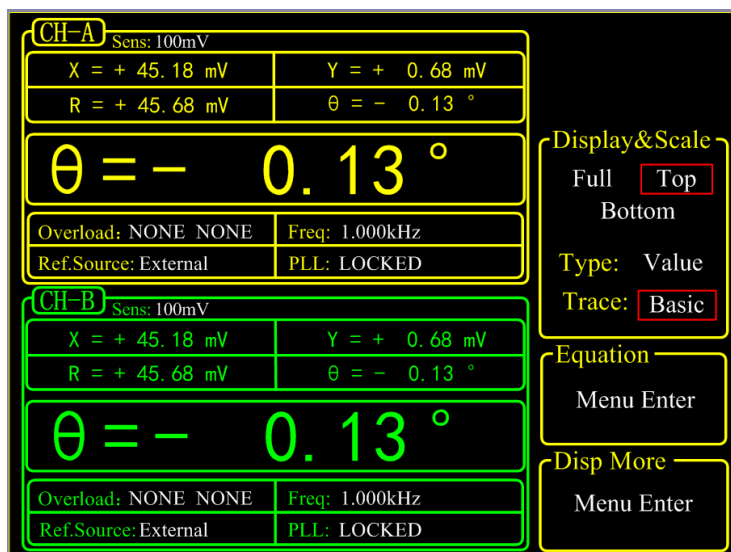 CH-A Sens: 100mV
X = + 45.18 mV Y = + 0.68 mV
R = + 45.68 mV θ = - 0.13 °
θ = - 0.13 °
Overload: NONE NONE Freq: 1.000kHz
Ref.Source: External PLL: LOCKED
CH-B Sens: 100mV
X = + 45.18 mV Y = + 0.68 mV
R = + 45.68 mV θ = - 0.13 °
θ = - 0.13 °
Overload: NONE NONE Freq: 1.000kHz
Ref.Source: External PLL: LOCKED
Display&Scale
Full Top
Bottom
Type: Value
Trace: Basic
Equation
Menu Enter
Disp More
Menu Enter